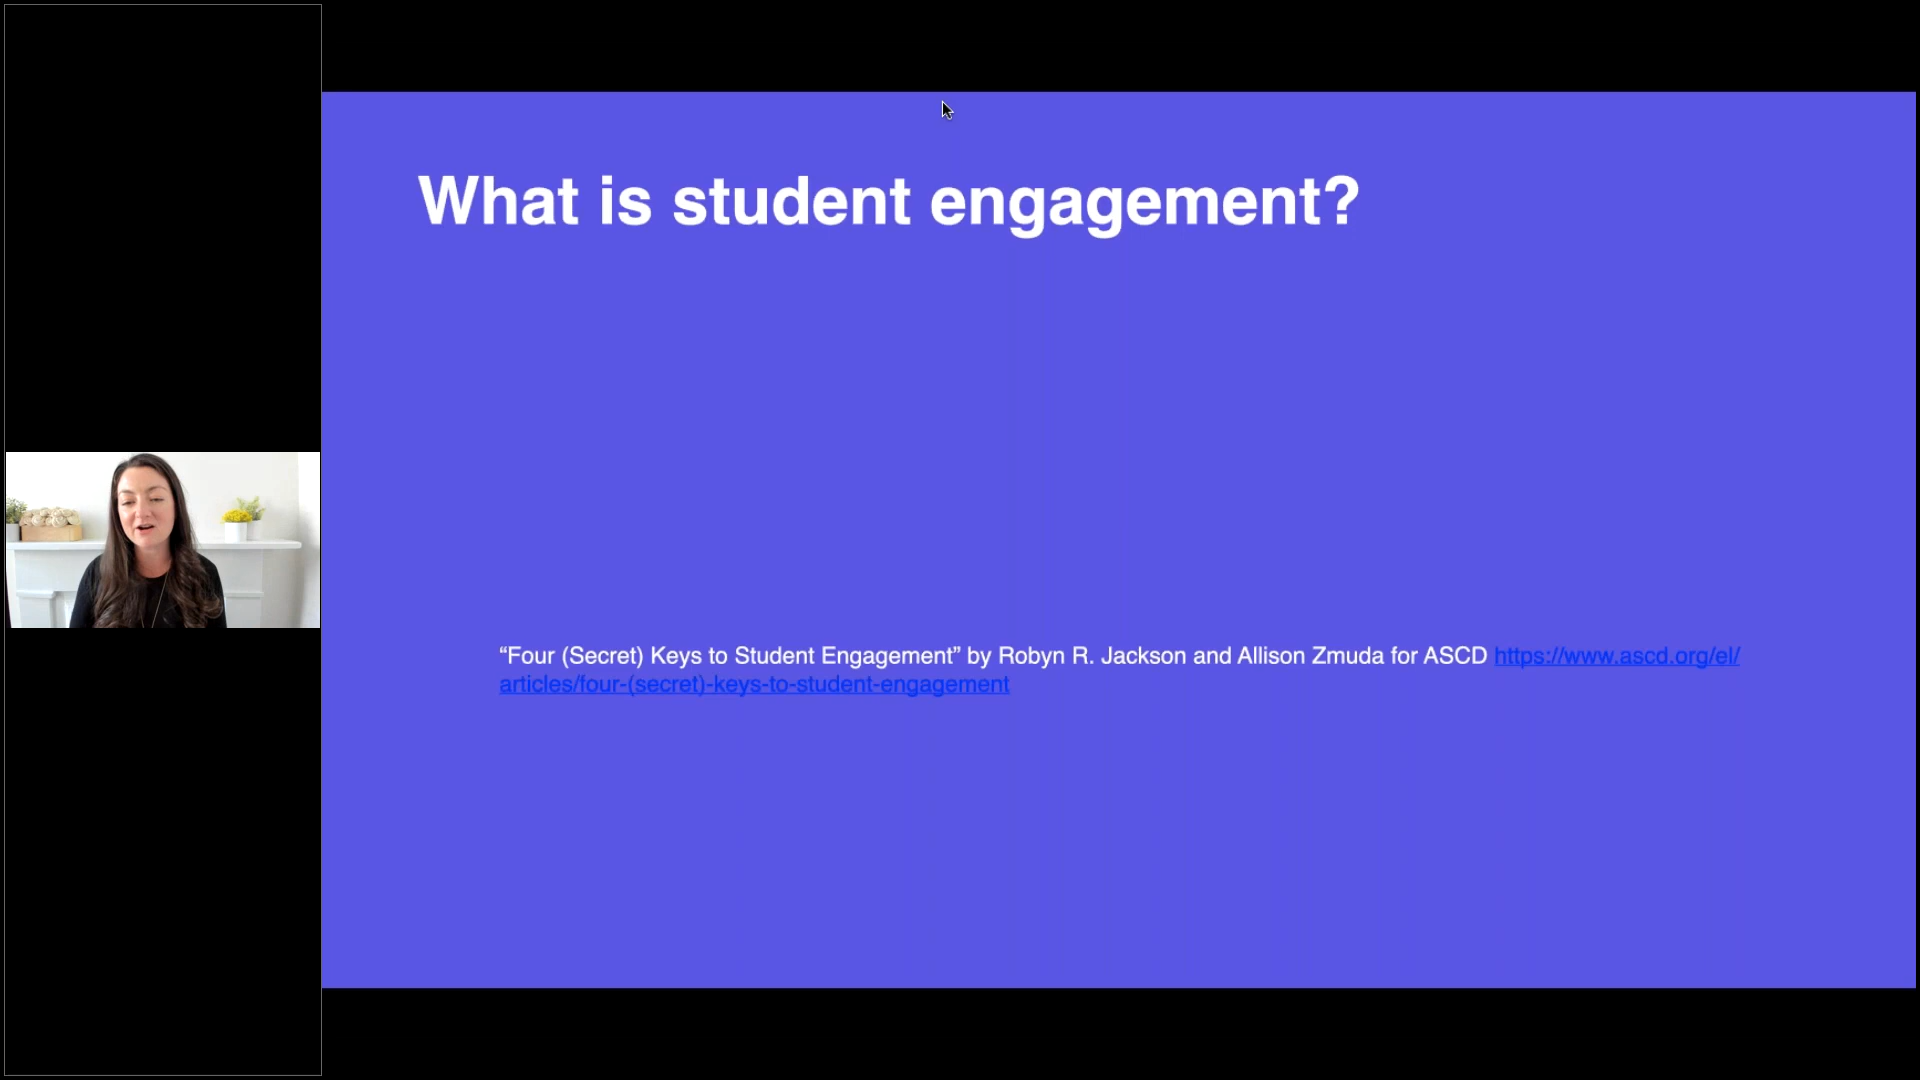 What is student engagement?
“Four (Secret) Keys to Student Engagement” by Robyn R. Jackson and Allison Zmuda for ASCD https://www.ascd.org/el/
articles/four-(secret)-keys-to-student-engagement